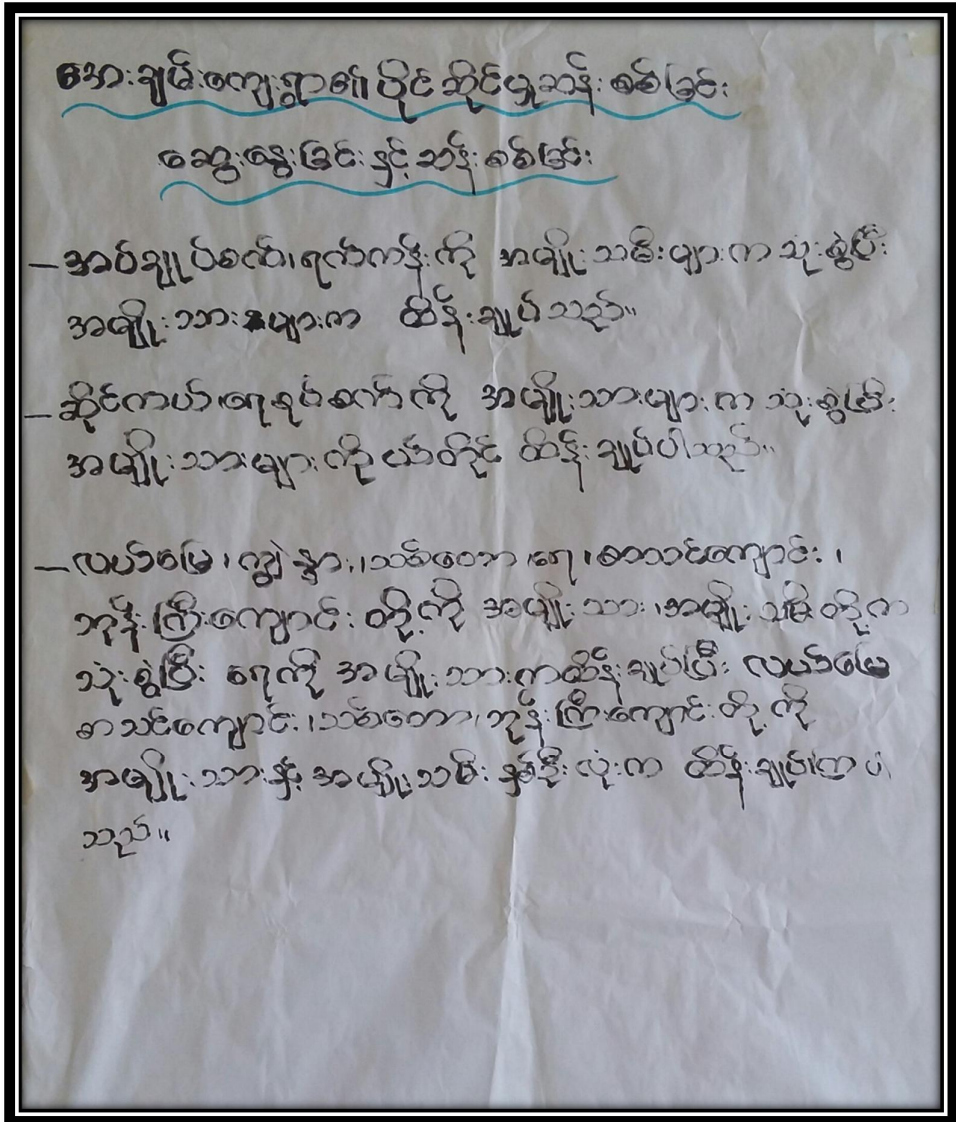 အေးချမ်းကျေးရွာ၏ ပိုင်ဆိုင်မှုဆန်းစစ်ခြင်း
ဆွေးနွေးခြင်းနှင့် ဆန်းစစ်ခြင်း
– အပ်ချုပ်စက်၊ ရက်ကန်းကို အမျိုးသမီးများက သုံးစွဲပြီး
အမျိုးသားများက ထိန်းချုပ်သည်။
– ဆိုင်ကယ်၊ ရေစုပ်စက်ကို အမျိုးသားများက သုံးစွဲပြီး
အမျိုးသားများကိုယ်တိုင် ထိန်းချုပ်ပါသည်။
– လယ်မြေ၊ ကျွဲ နွား၊ သစ်တော၊ ရေ၊ စာသင်ကျောင်း၊
ဘုန်းကြီးကျောင်း တို့ကို အမျိုးသား၊ အမျိုးသမီးတို့က
သုံးစွဲပြီး ရေကို အမျိုးသားကထိန်းချုပ်ပြီး လယ်မြေ
စာသင်ကျောင်း၊ သစ်တော၊ ဘုန်းကြီးကျောင်းတို့ကို
အမျိုးသားနှင့် အမျိုးသမီး နှစ်ဦးလုံးက ထိန်းချုပ်ကြပါ
သည်။